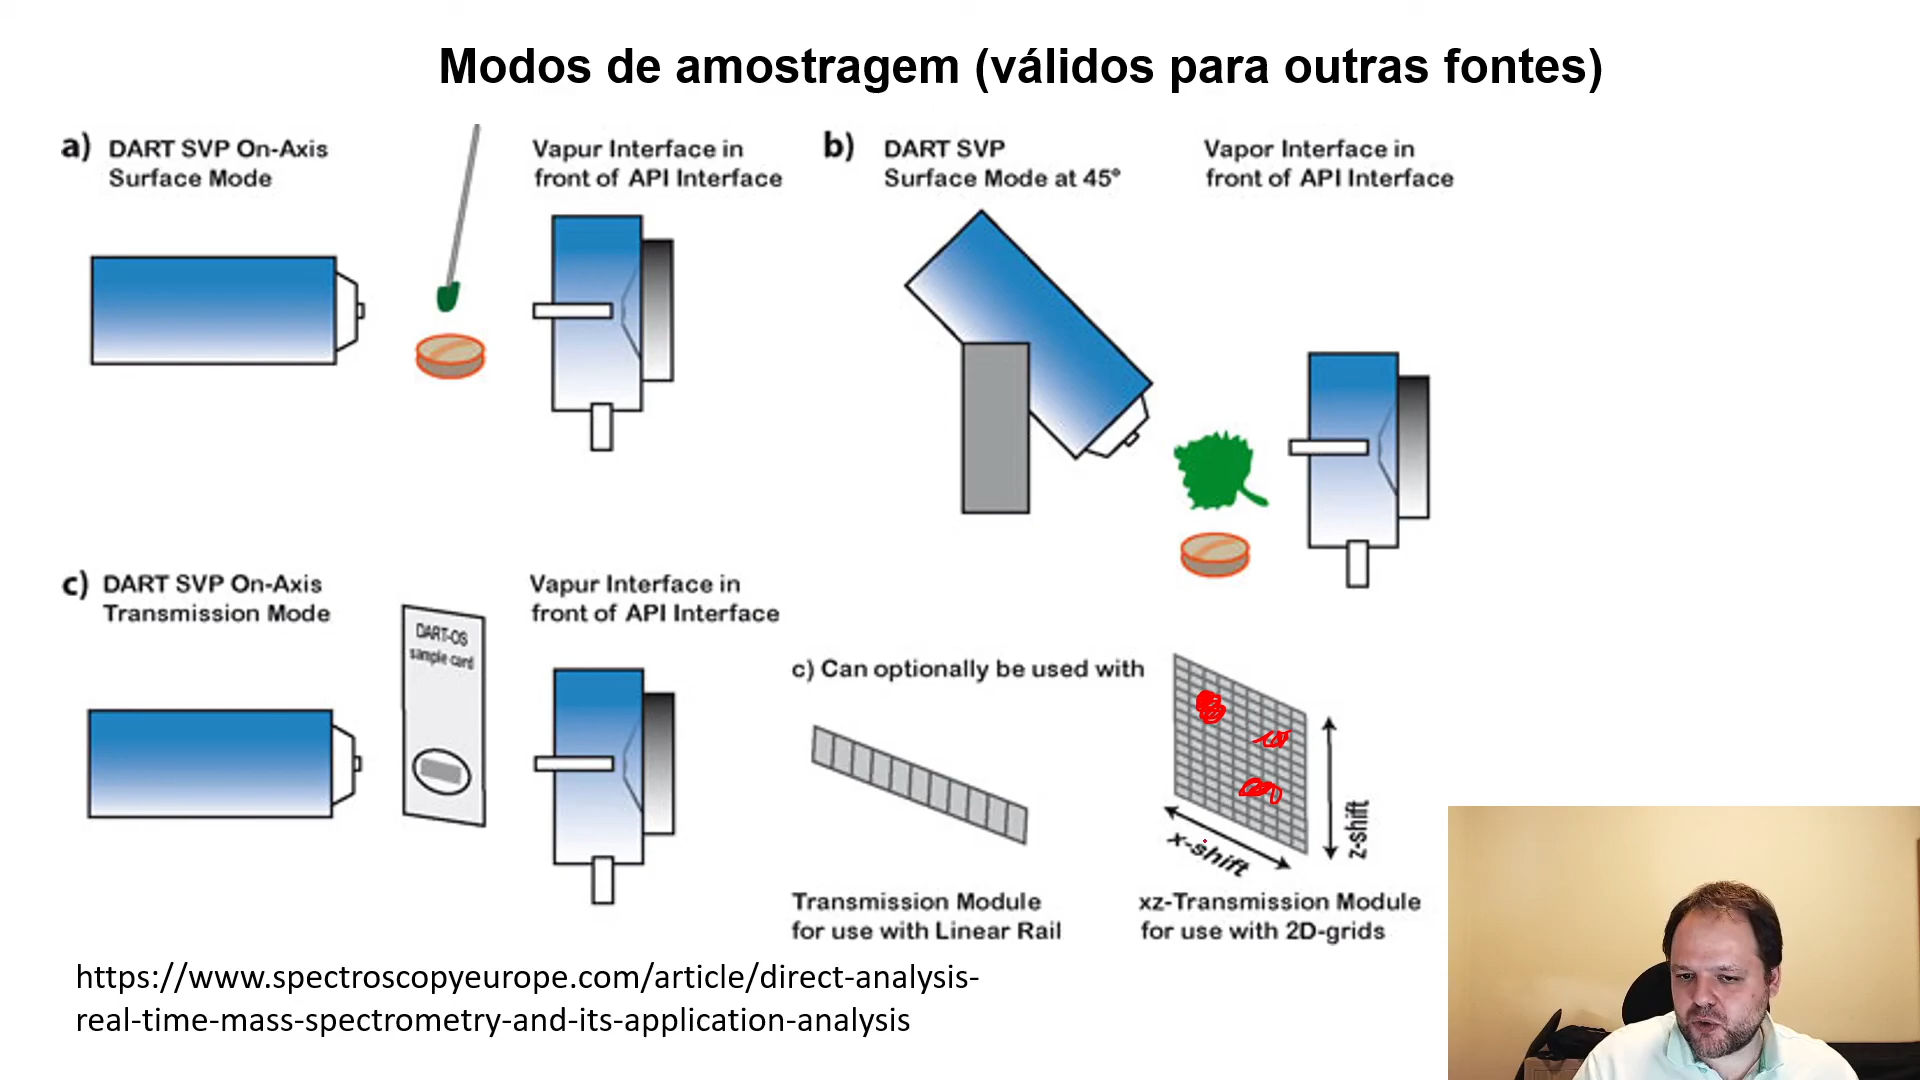 Modos de amostragem (válidos para outras fontes)
a) DART SVP On-Axis
Surface Mode
Vapur Interface in
front of API Interface
b) DART SVP
Surface Mode at 45°
Vapor Interface in
front of API Interface
c) DART SVP On-Axis
Transmission Mode
DART-OS
sample card
Vapur Interface in
front of API Interface
c) Can optionally be used with
x-shift
z-shift
Transmission Module
for use with Linear Rail
xz-Transmission Module
for use with 2D-grids
https://www.spectroscopyeurope.com/article/direct-analysis-
real-time-mass-spectrometry-and-its-application-analysis